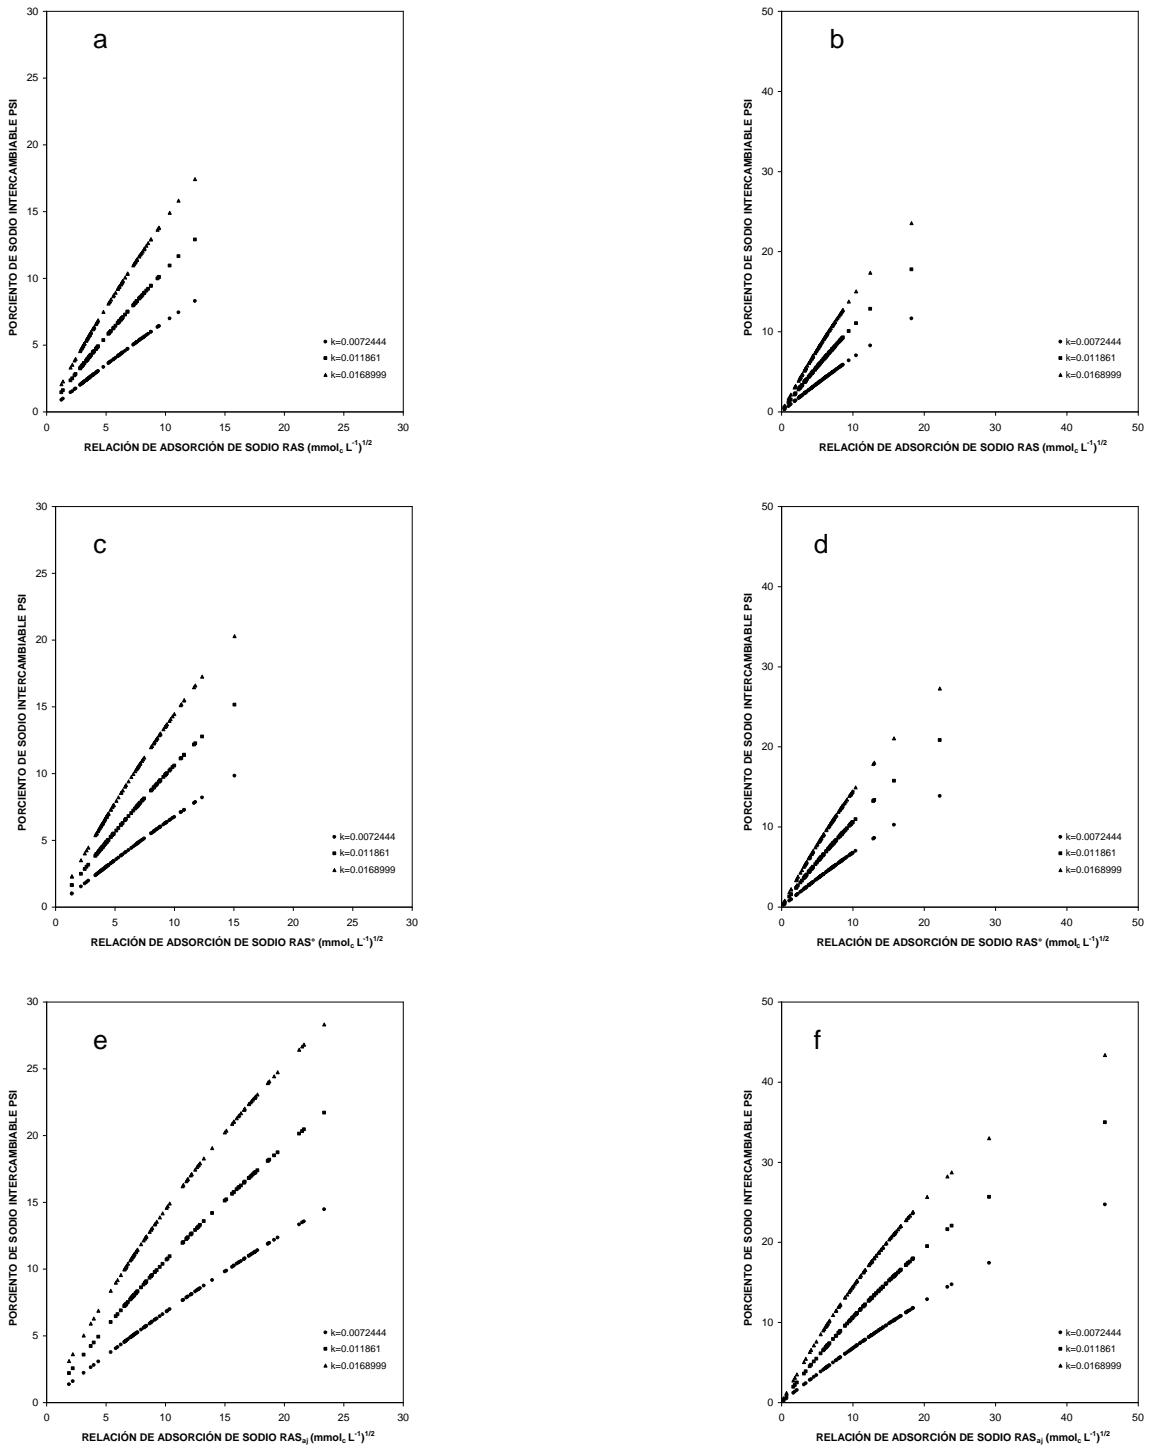 a
30
25
20
15
10
5
0
PORCIENTO DE SODIO INTERCAMBIABLE PSI
k=0.0072444
k=0.011861
k=0.0168999
0 5 10 15 20 25 30
RELACIÓN DE ADSORCIÓN DE SODIO RAS (mmolc L-1)1/2
b
50
40
30
20
10
0
PORCIENTO DE SODIO INTERCAMBIABLE PSI
k=0.0072444
k=0.011861
k=0.0168999
0 10 20 30 40 50
RELACIÓN DE ADSORCIÓN DE SODIO RAS (mmolc L-1)1/2
c
30
25
20
15
10
5
0
PORCIENTO DE SODIO INTERCAMBIABLE PSI
k=0.0072444
k=0.011861
k=0.0168999
0 5 10 15 20 25 30
RELACIÓN DE ADSORCIÓN DE SODIO RAS° (mmolc L-1)1/2
d
50
40
30
20
10
0
PORCIENTO DE SODIO INTERCAMBIABLE PSI
k=0.0072444
k=0.011861
k=0.0168999
0 10 20 30 40 50
RELACIÓN DE ADSORCIÓN DE SODIO RAS° (mmolc L-1)1/2
e
30
25
20
15
10
5
0
PORCIENTO DE SODIO INTERCAMBIABLE PSI
k=0.0072444
k=0.011861
k=0.0168999
0 5 10 15 20 25 30
RELACIÓN DE ADSORCIÓN DE SODIO RASaj (mmolc L-1)1/2
f
50
40
30
20
10
0
PORCIENTO DE SODIO INTERCAMBIABLE PSI
k=0.0072444
k=0.011861
k=0.0168999
0 10 20 30 40 50
RELACIÓN DE ADSORCIÓN DE SODIO RASaj (mmolc L-1)1/2